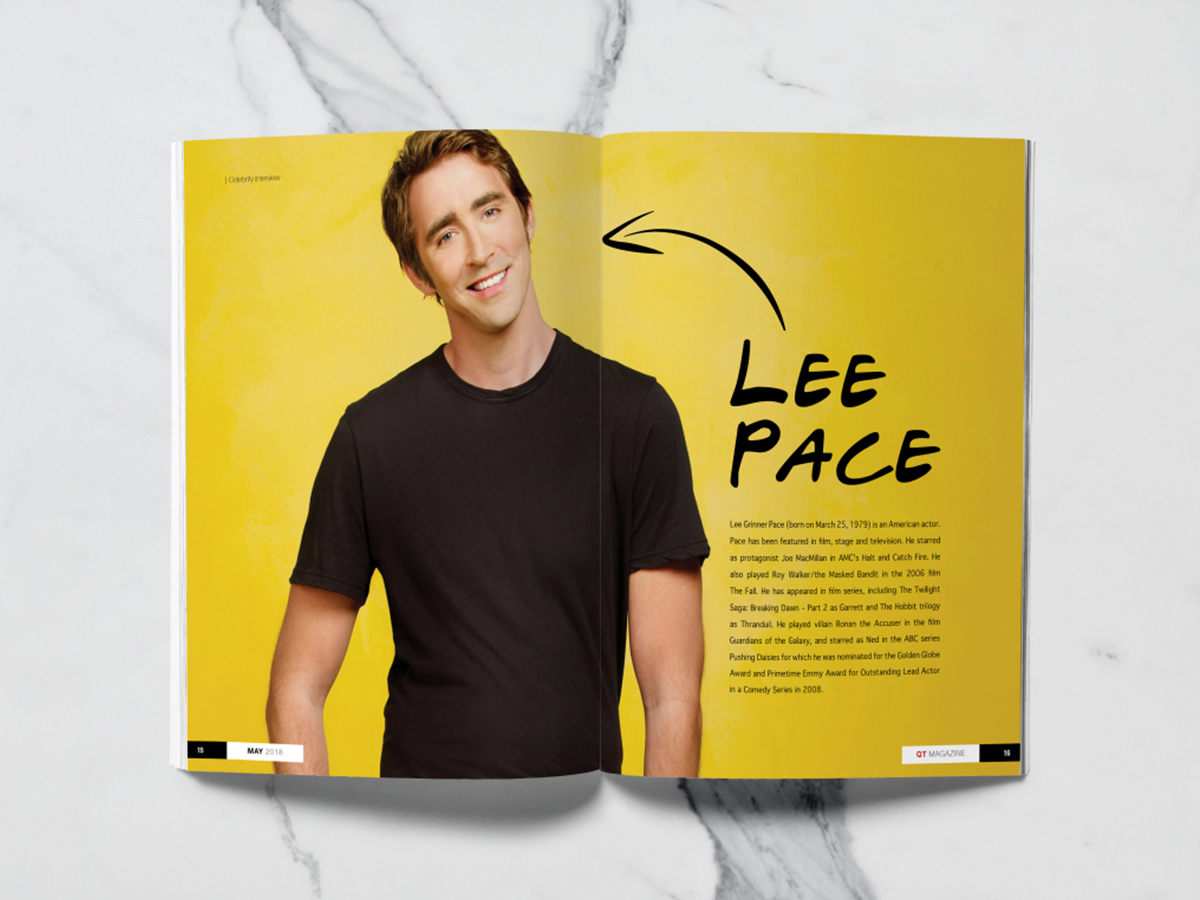 | Celebrity Interview
LEE
PACE
Lee Grinner Pace (born on March 25, 1979) is an American actor.
Pace has been featured in film, stage and television. He starred
as protagonist Joe MacMillan in AMC's Halt and Catch Fire. He
also played Roy Walker/the Masked Bandit in the 2006 film
The Fall. He has appeared in film series, including The Twilight
Saga: Breaking Dawn – Part 2 as Garrett and The Hobbit trilogy
as Thranduil. He played villain Ronan the Accuser in the film
Guardians of the Galaxy, and starred as Ned in the ABC series
Pushing Daisies for which he was nominated for the Golden Globe
Award and Primetime Emmy Award for Outstanding Lead Actor
in a Comedy Series in 2008.
15 MAY 2018
QT MAGAZINE 16